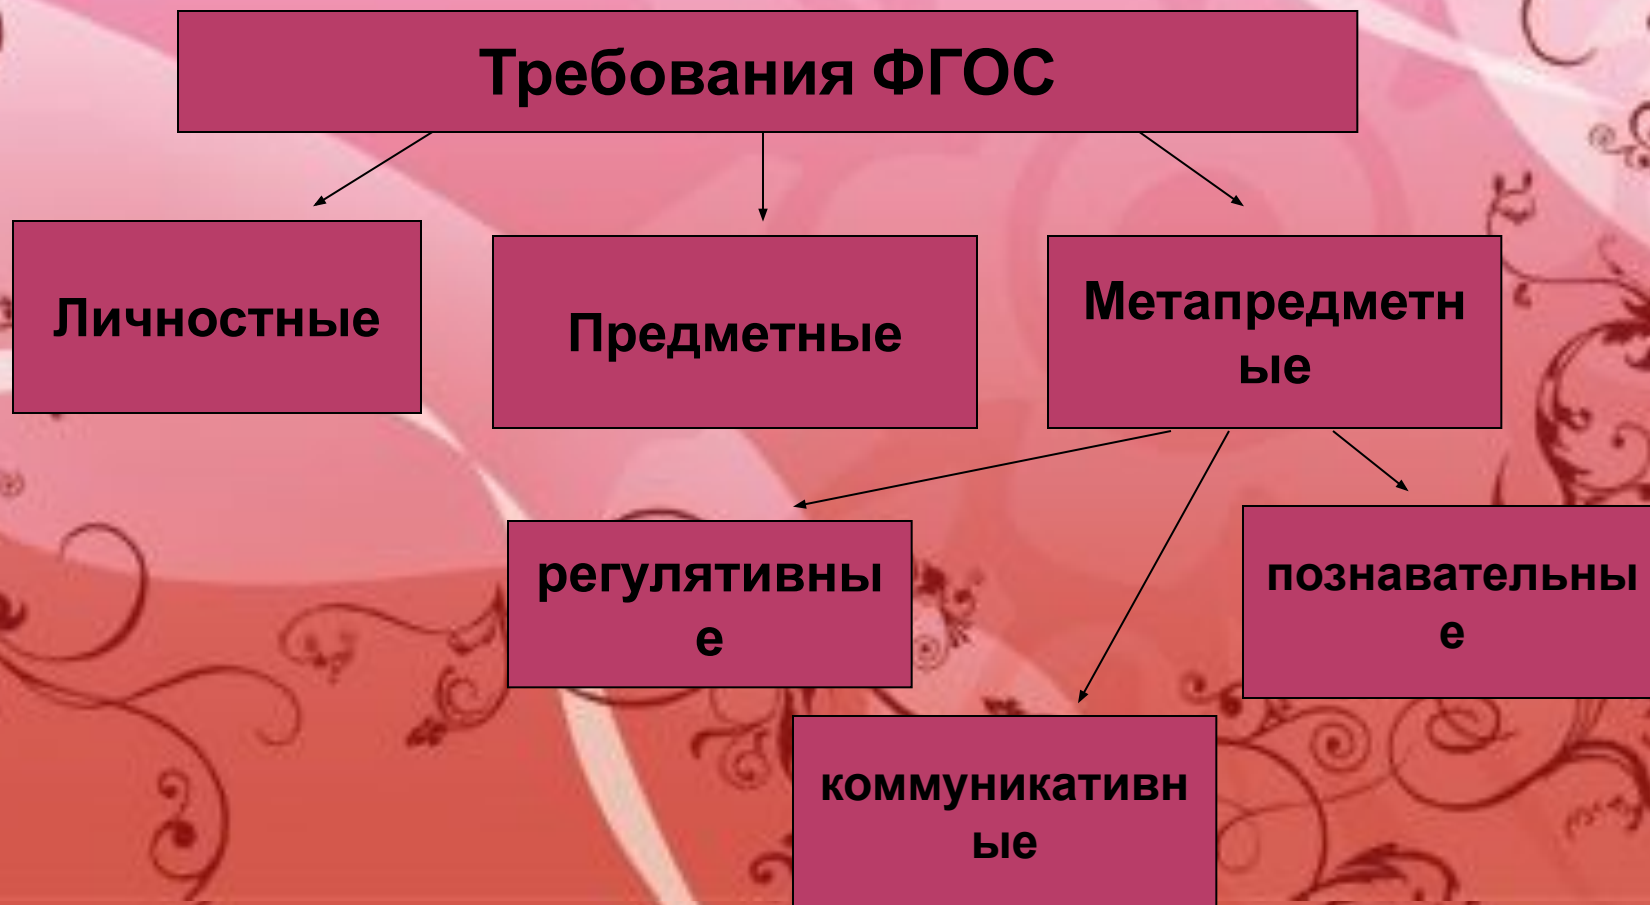 Требования ФГОС
Личностные
Предметные
Метапредметн
ые
регулятивны
е
познавательны
е
коммуникативн
ые